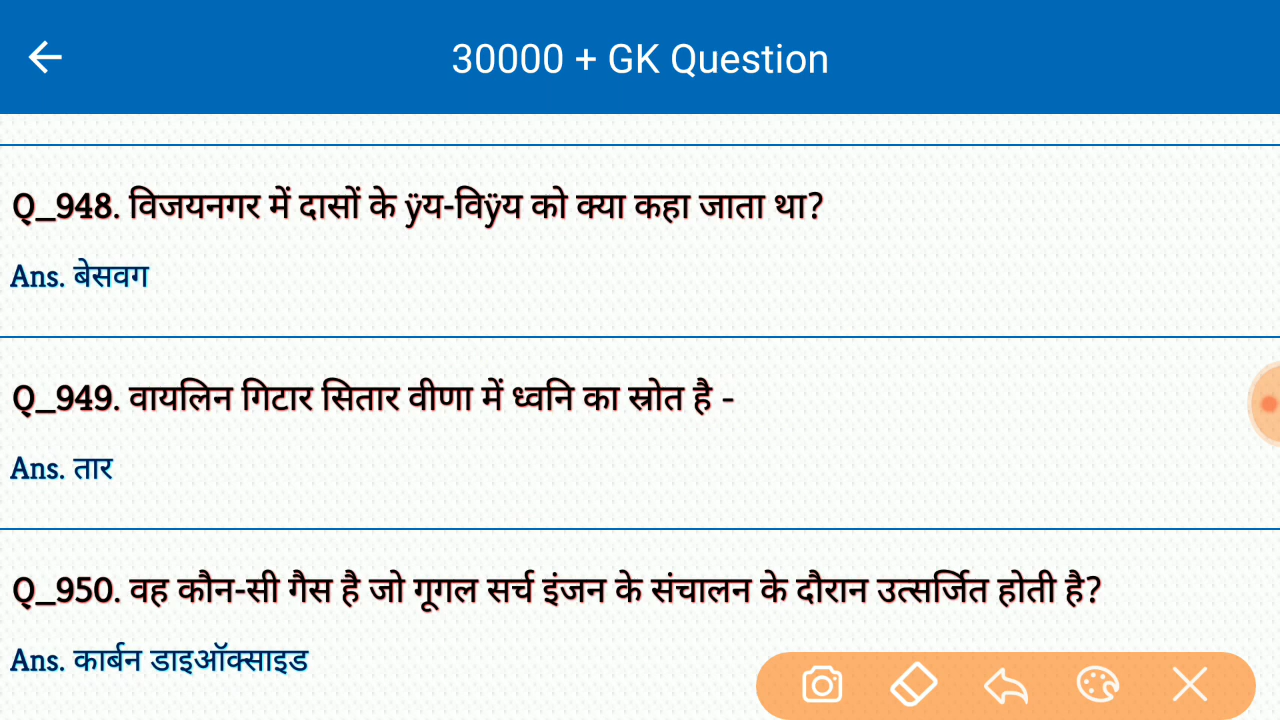 30000 + GK Question
Q_948. विजयनगर में दासों के ÿय-विÿय को क्या कहा जाता था?
Ans. बेसवग
Q_949. वायलिन गिटार सितार वीणा में ध्वनि का स्रोत है -
Ans. तार
Q_950. वह कौन-सी गैस है जो गूगल सर्च इंजन के संचालन के दौरान उत्सर्जित होती है?
Ans. कार्बन डाइऑक्साइड